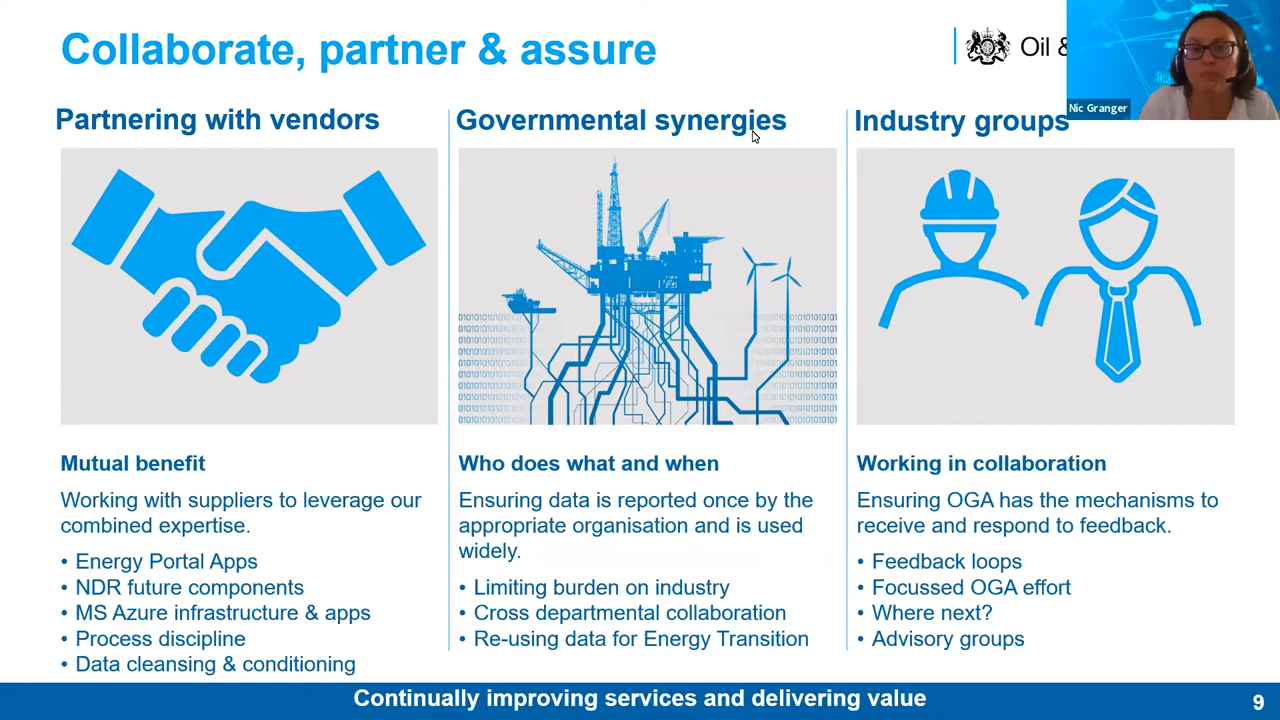 Collaborate, partner & assure
Oil &
Nic Granger
Partnering with vendors
Governmental synergies
Industry groups
Mutual benefit
Working with suppliers to leverage our
combined expertise.
• Energy Portal Apps
• NDR future components
• MS Azure infrastructure & apps
• Process discipline
• Data cleansing & conditioning
Who does what and when
Ensuring data is reported once by the
appropriate organisation and is used
widely.
• Limiting burden on industry
• Cross departmental collaboration
• Re-using data for Energy Transition
Working in collaboration
Ensuring OGA has the mechanisms to
receive and respond to feedback.
• Feedback loops
• Focussed OGA effort
• Where next?
• Advisory groups
Continually improving services and delivering value
9